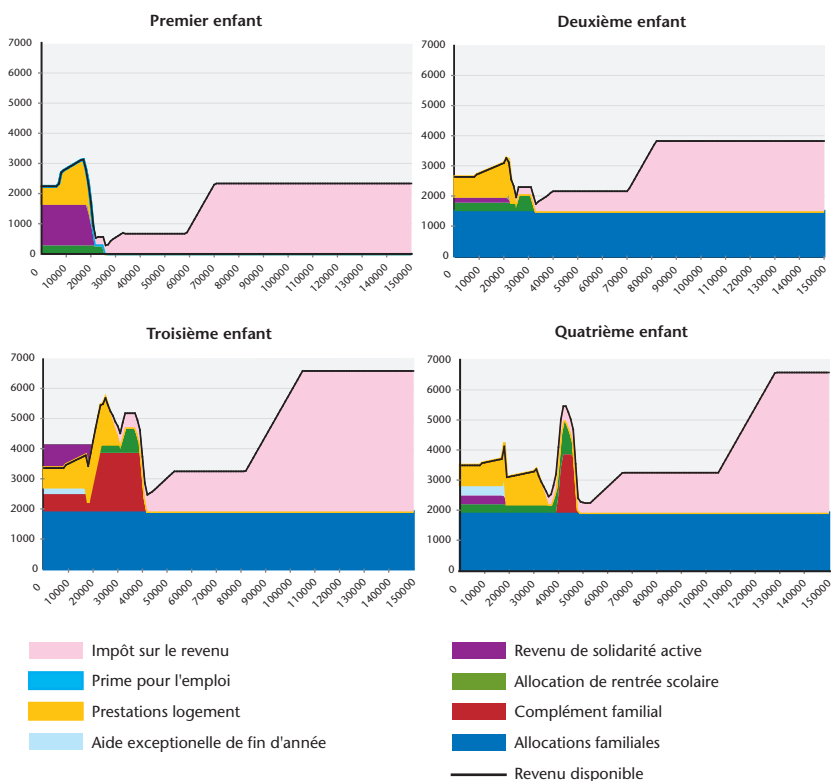 Premier enfant
7000
6000
5000
4000
3000
2000
1000
0
0 10000 20000 30000 40000 50000 60000 70000 80000 90000 100000 110000 120000 130000 140000 150000
Deuxième enfant
7000
6000
5000
4000
3000
2000
1000
0
0 10000 20000 30000 40000 50000 60000 70000 80000 90000 100000 110000 120000 130000 140000 150000
Troisième enfant
7000
6000
5000
4000
3000
2000
1000
0
0 10000 20000 30000 40000 50000 60000 70000 80000 90000 100000 110000 120000 130000 140000 150000
Quatrième enfant
7000
6000
5000
4000
3000
2000
1000
0
0 10000 20000 30000 40000 50000 60000 70000 80000 90000 100000 110000 120000 130000 140000 150000
Impôt sur le revenu
Prime pour l'emploi
Prestations logement
Aide exceptionelle de fin d'année
Revenu de solidarité active
Allocation de rentrée scolaire
Complément familial
Allocations familiales
Revenu disponible